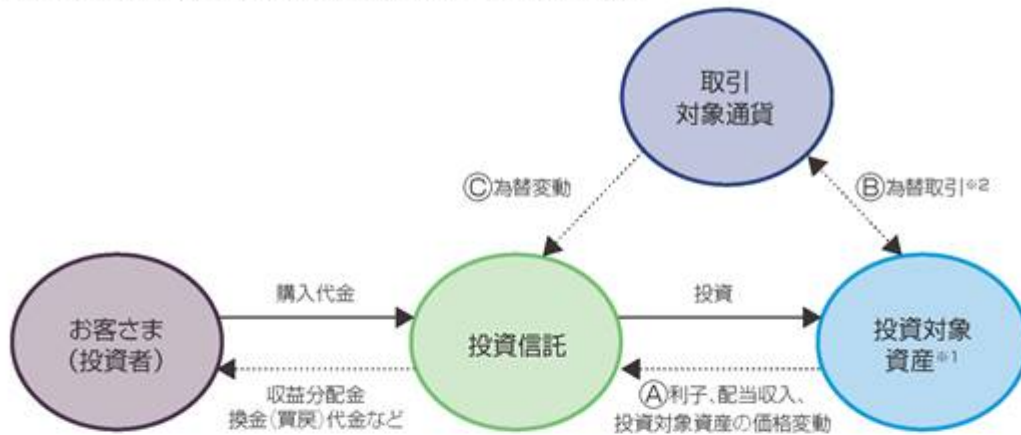 取引
対象通貨
Ⓒ為替変動
Ⓑ為替取引※2
お客さま
(投資者)
購入代金
収益分配金
換金(買戻)代金など
投資信託
投資
Ⓐ利子、配当収入、
投資対象資産の価格変動
投資対象
資産※1